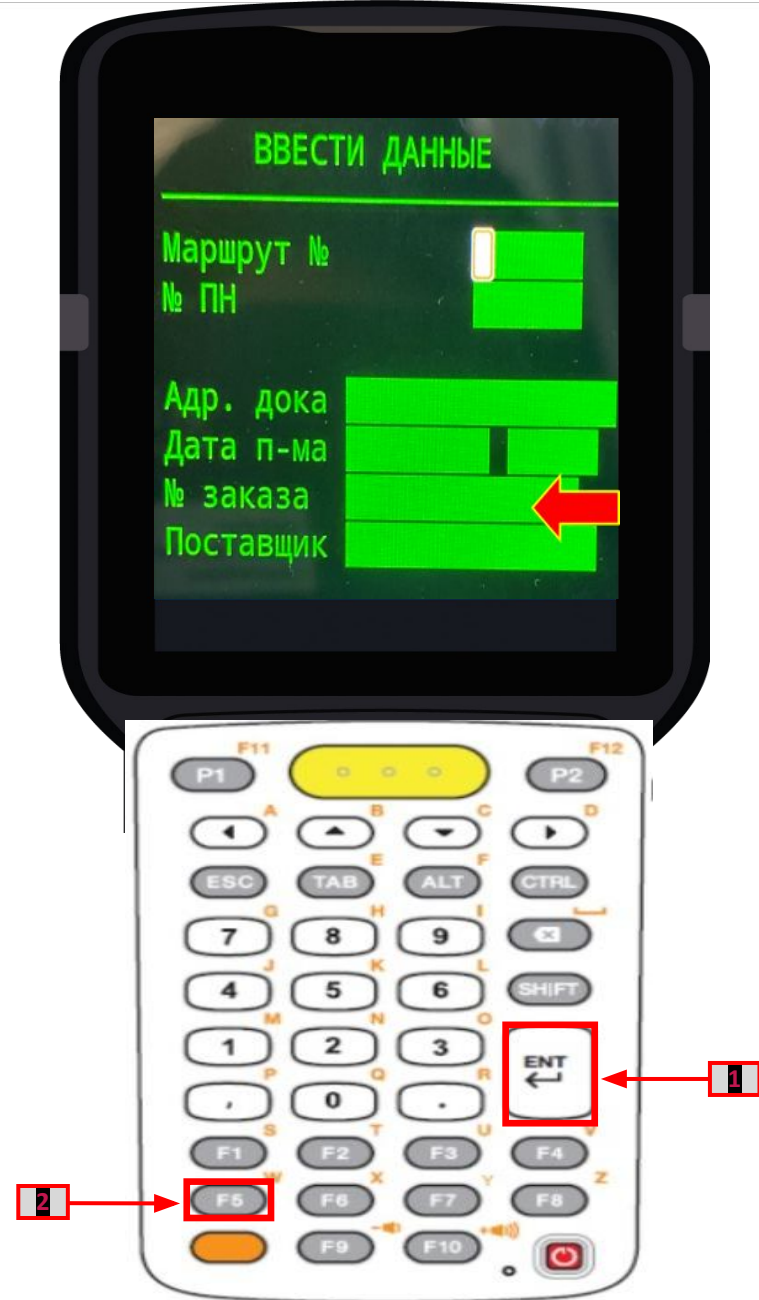 ВВЕСТИ ДАННЫЕ
Маршрут №
№ ПН
Адр. дока
Дата п-ма
№ заказа
Поставщик
F11 F12
P1 P2
A B C D
E F
ESC TAB ALT CTRL
G H I
7 8 9
J K L
4 5 6 SHIFT
M N O
1 2 3 ENT
1
P Q R
, 0 .
S T U V
F1 F2 F3 F4
W X Y Z
2 F5 F6 F7 F8
F9 F10